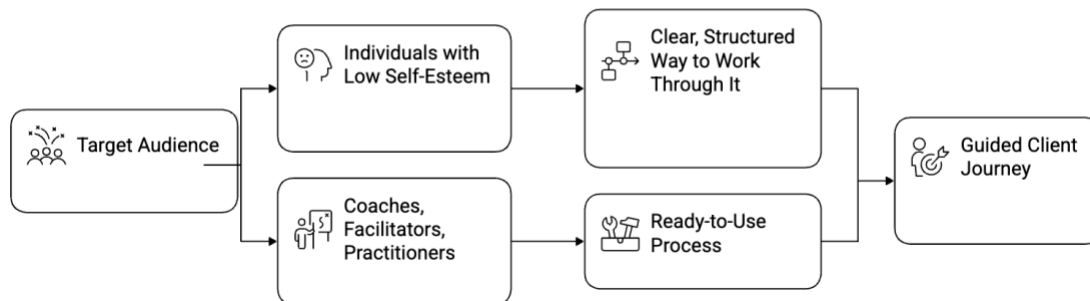 Target Audience
Individuals with
Low Self-Esteem
Clear, Structured
Way to Work
Through It
Coaches,
Facilitators,
Practitioners
Ready-to-Use
Process
Guided Client
Journey